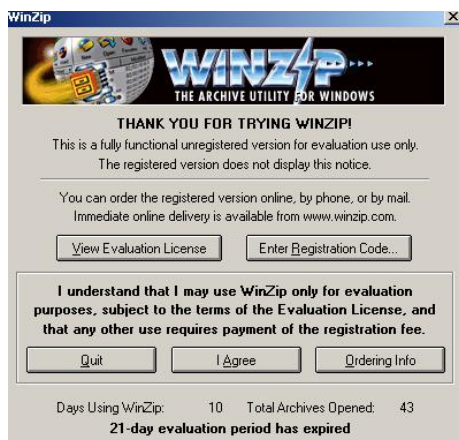 WinZip
WINZIP
THE ARCHIVE UTILITY FOR WINDOWS
THANK YOU FOR TRYING WINZIP!
This is a fully functional unregistered version for evaluation use only.
The registered version does not display this notice.
You can order the registered version online, by phone, or by mail.
Immediate online delivery is available from www.winzip.com.
View Evaluation License Enter Registration Code...
I understand that I may use WinZip only for evaluation
purposes, subject to the terms of the Evaluation License, and
that any other use requires payment of the registration fee.
Quit I Agree Ordering Info
Days Using WinZip: 10 Total Archives Opened: 43
21-day evaluation period has expired